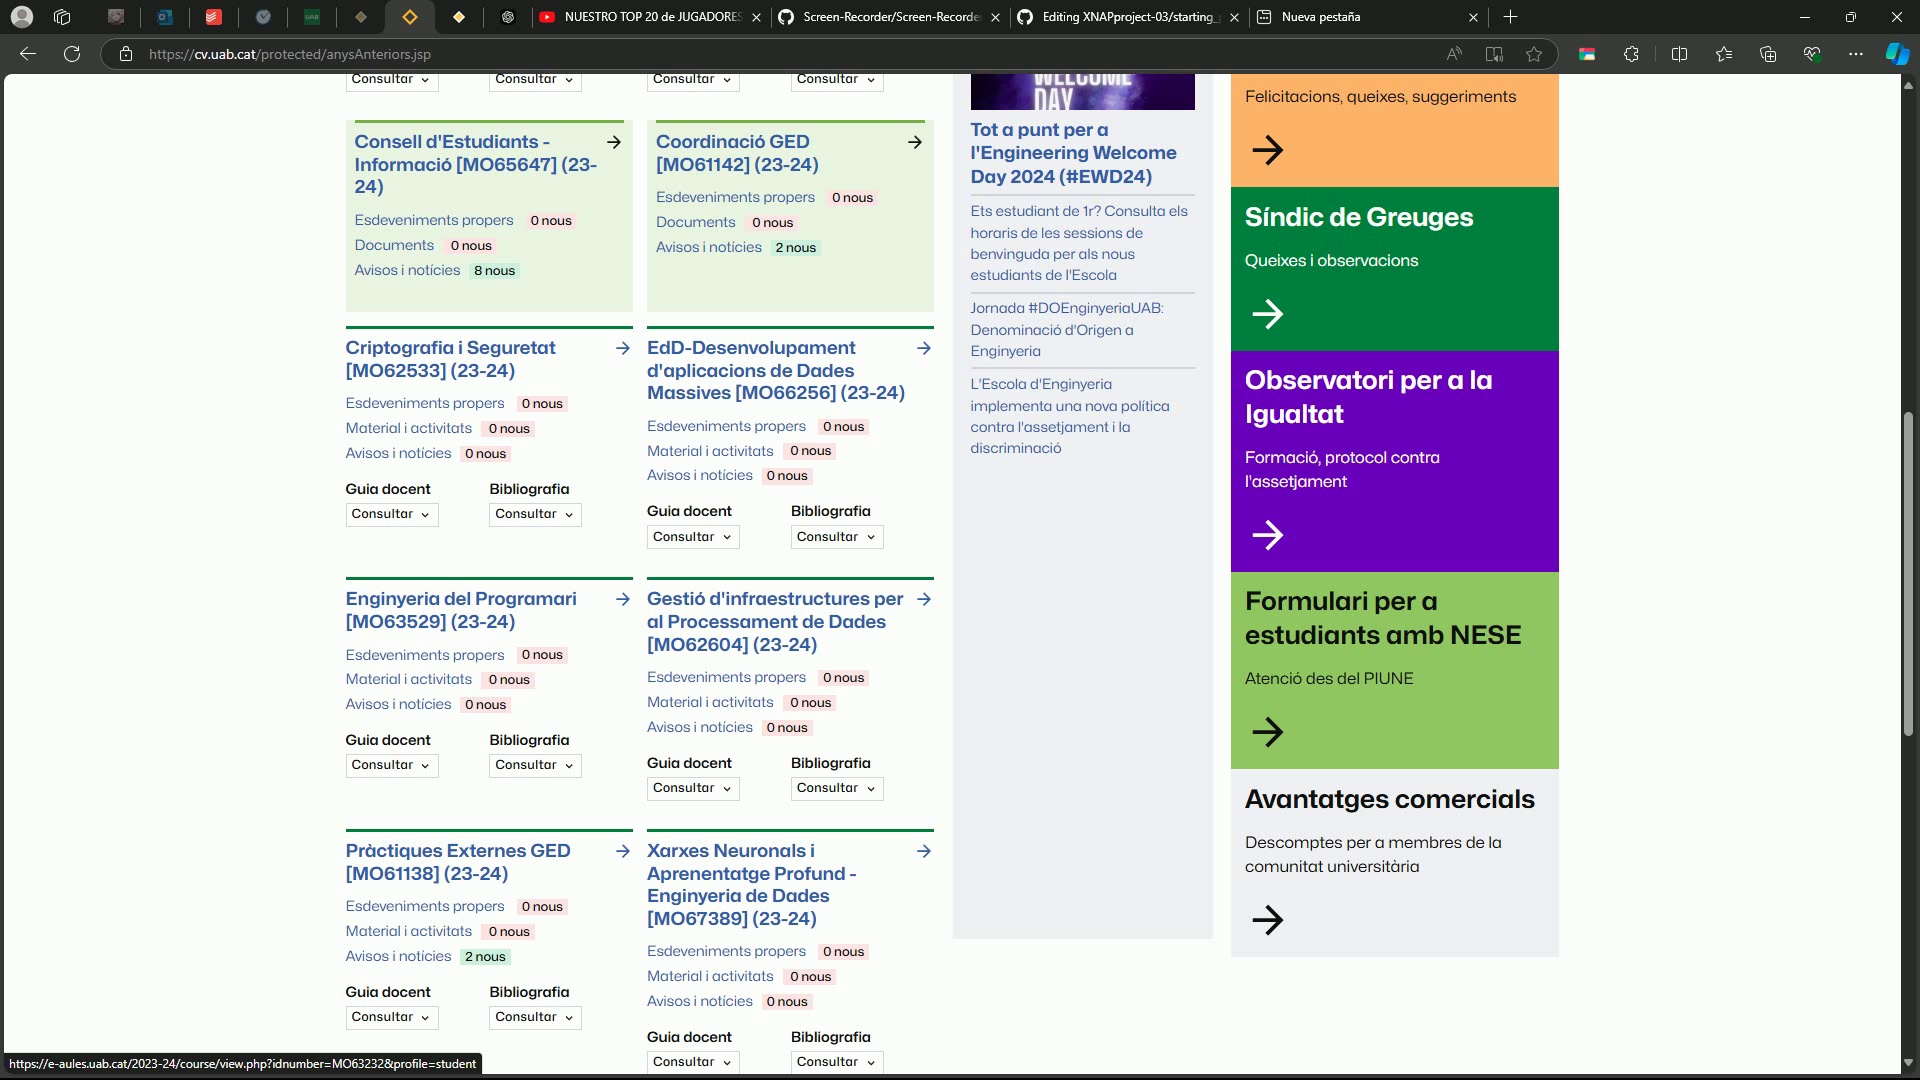 NUESTRO TOP 20 de JUGADORES
Screen-Recorder/Screen-Recorde
Editing XNAPproject-03/starting_
Nueva pestaña
https://cv.uab.cat/protected/anysAnteriors.jsp
Consultar
Consultar
Consultar
Consultar
Consell d'Estudiants -
Informació [MO65647] (23-
24)
Esdeveniments propers 0 nous
Documents 0 nous
Avisos i notícies 8 nous
Coordinació GED
[MO61142] (23-24)
Esdeveniments propers 0 nous
Documents 0 nous
Avisos i notícies 2 nous
Criptografia i Seguretat
[MO62533] (23-24)
Esdeveniments propers 0 nous
Material i activitats 0 nous
Avisos i notícies 0 nous
Guia docent Bibliografia
Consultar Consultar
EdD-Desenvolupament
d'aplicacions de Dades
Massives [MO66256] (23-24)
Esdeveniments propers 0 nous
Material i activitats 0 nous
Avisos i notícies 0 nous
Guia docent Bibliografia
Consultar Consultar
Enginyeria del Programari
[MO63529] (23-24)
Esdeveniments propers 0 nous
Material i activitats 0 nous
Avisos i notícies 0 nous
Guia docent Bibliografia
Consultar Consultar
Gestió d'infraestructures per
al Processament de Dades
[MO62604] (23-24)
Esdeveniments propers 0 nous
Material i activitats 0 nous
Avisos i notícies 0 nous
Guia docent Bibliografia
Consultar Consultar
Pràctiques Externes GED
[MO61138] (23-24)
Esdeveniments propers 0 nous
Material i activitats 0 nous
Avisos i notícies 2 nous
Guia docent Bibliografia
Consultar Consultar
Xarxes Neuronals i
Aprenentatge Profund -
Enginyeria de Dades
[MO67389] (23-24)
Esdeveniments propers 0 nous
Material i activitats 0 nous
Avisos i notícies 0 nous
Guia docent Bibliografia
Consultar Consultar
WELCOME
DAY
Tot a punt per a
l'Engineering Welcome
Day 2024 (#EWD24)
Ets estudiant de 1r? Consulta els
horaris de les sessions de
benvinguda per als nous
estudiants de l'Escola
Jornada #DOEnginyeriaUAB:
Denominació d'Origen a
Enginyeria
L'Escola d'Enginyeria
implementa una nova política
contra l'assetjament i la
discriminació
Felicitacions, queixes, suggeriments
Síndic de Greuges
Queixes i observacions
Observatori per a la
Igualtat
Formació, protocol contra
l'assetjament
Formulari per a
estudiants amb NESE
Atenció des del PIUNE
Avantatges comercials
Descomptes per a membres de la
comunitat universitària
https://e-aules.uab.cat/2023-24/course/view.php?idnumber=MO63232&profile=student